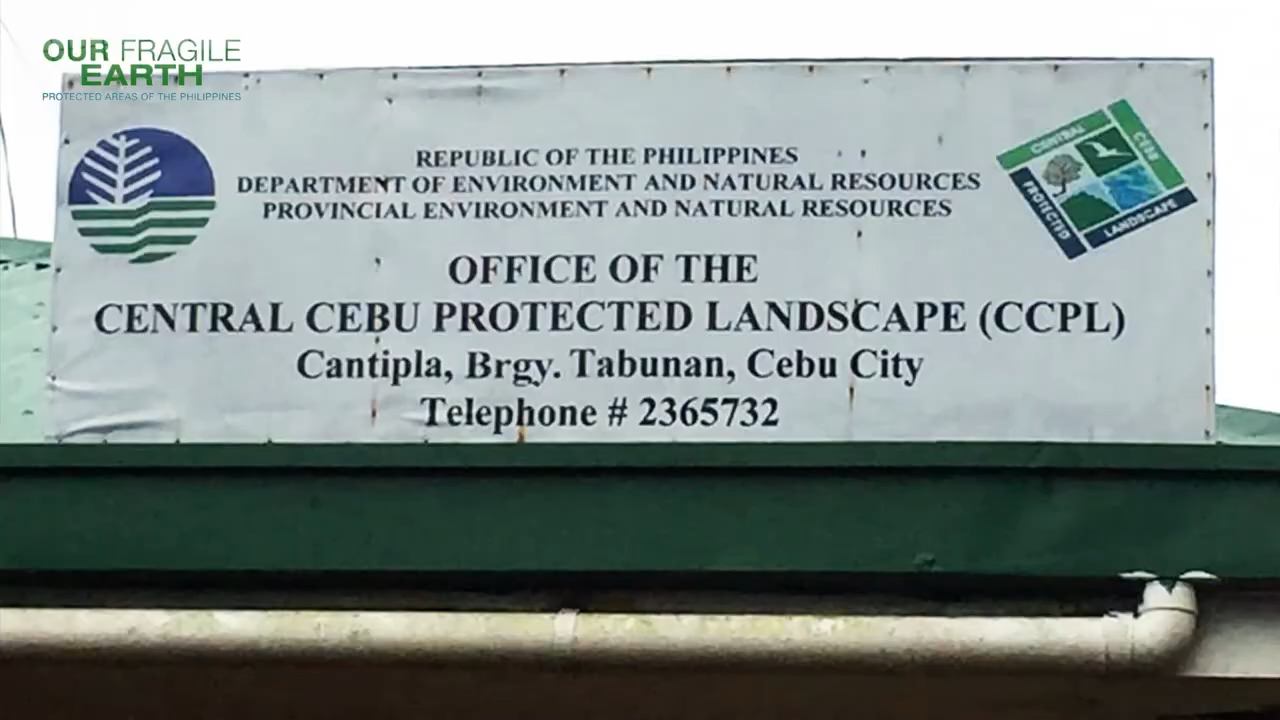 OUR FRAGILE
EARTH
PROTECTED AREAS OF THE PHILIPPINES
REPUBLIC OF THE PHILIPPINES
DEPARTMENT OF ENVIRONMENT AND NATURAL RESOURCES
PROVINCIAL ENVIRONMENT AND NATURAL RESOURCES
CENTRAL
CEBU
PROTECTED
LANDSCAPE
OFFICE OF THE
CENTRAL CEBU PROTECTED LANDSCAPE (CCPL)
Cantipla, Brgy. Tabunan, Cebu City
Telephone # 2365732